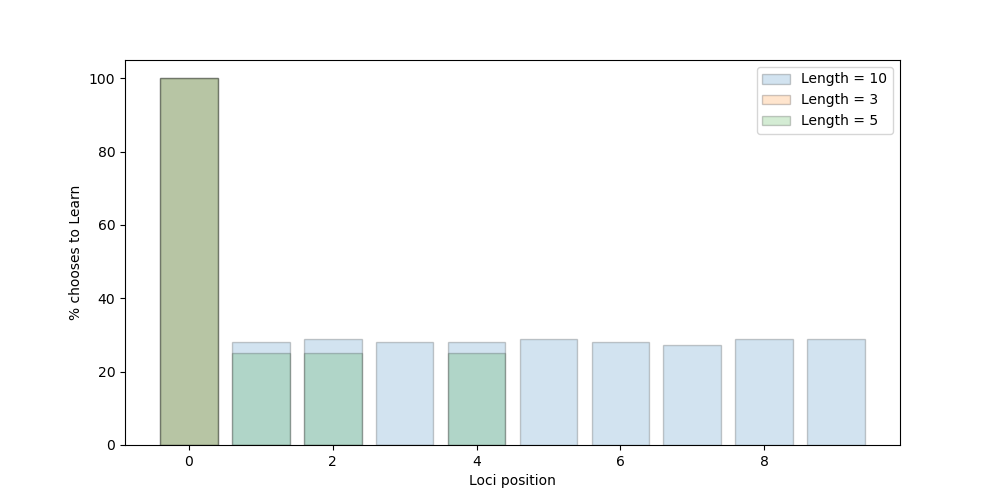 100
80
60
40
20
0
% chooses to Learn
Length = 10
Length = 3
Length = 5
0 2 4 6 8
Loci position